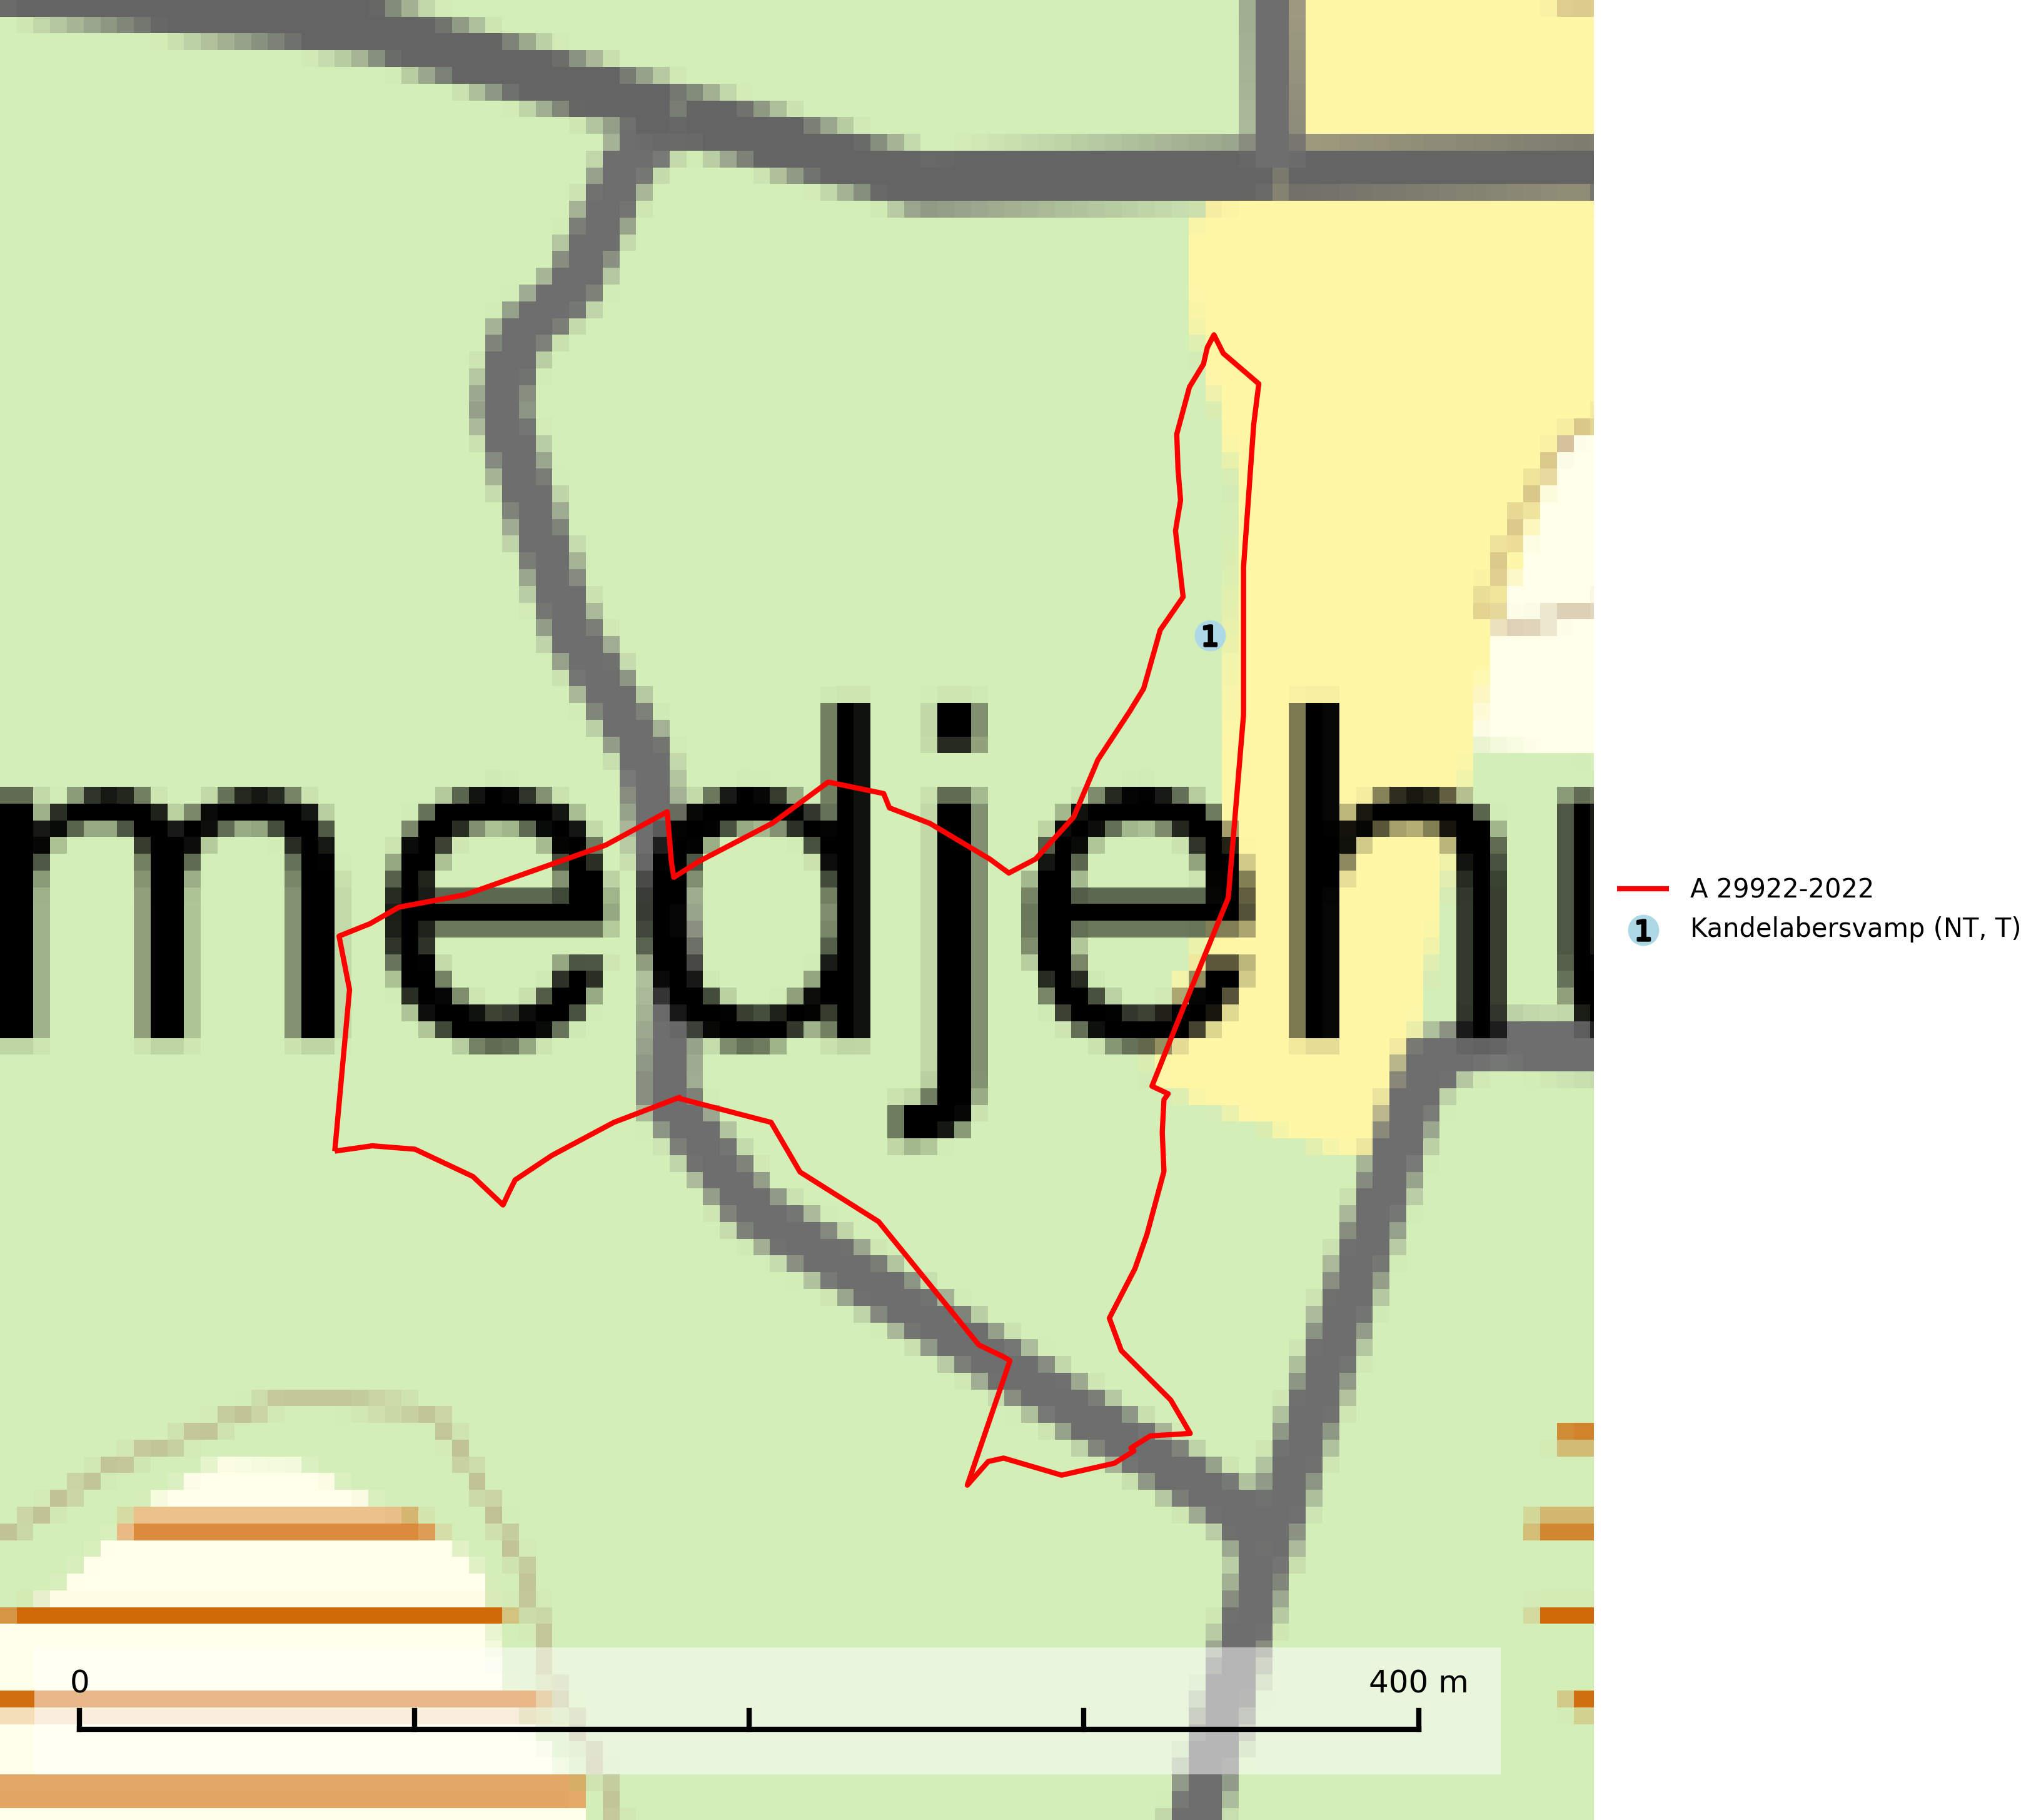 medjeh
A 29922-2022
1 Kandelabersvamp (NT, T)
1
0 400 m